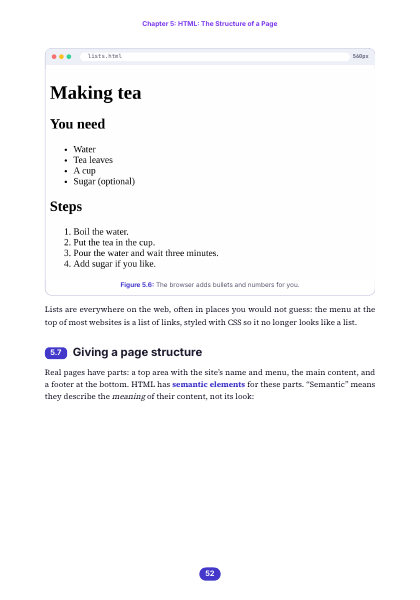 Chapter 5: HTML: The Structure of a Page
lists.html
560px
Making tea
You need
• Water
• Tea leaves
• A cup
• Sugar (optional)
Steps
1. Boil the water.
2. Put the tea in the cup.
3. Pour the water and wait three minutes.
4. Add sugar if you like.
Figure 5.6: The browser adds bullets and numbers for you.
Lists are everywhere on the web, often in places you would not guess: the menu at the
top of most websites is a list of links, styled with CSS so it no longer looks like a list.
5.7 Giving a page structure
Real pages have parts: a top area with the site’s name and menu, the main content, and
a footer at the bottom. HTML has semantic elements for these parts. “Semantic” means
they describe the meaning of their content, not its look:
52